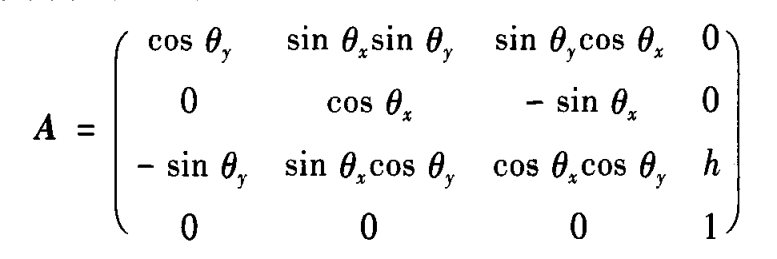 cos θ_y sin θ_x sin θ_y sin θ_y cos θ_x 0
0 cos θ_x - sin θ_x 0
A =
- sin θ_y sin θ_x cos θ_y cos θ_x cos θ_y h
0 0 0 1